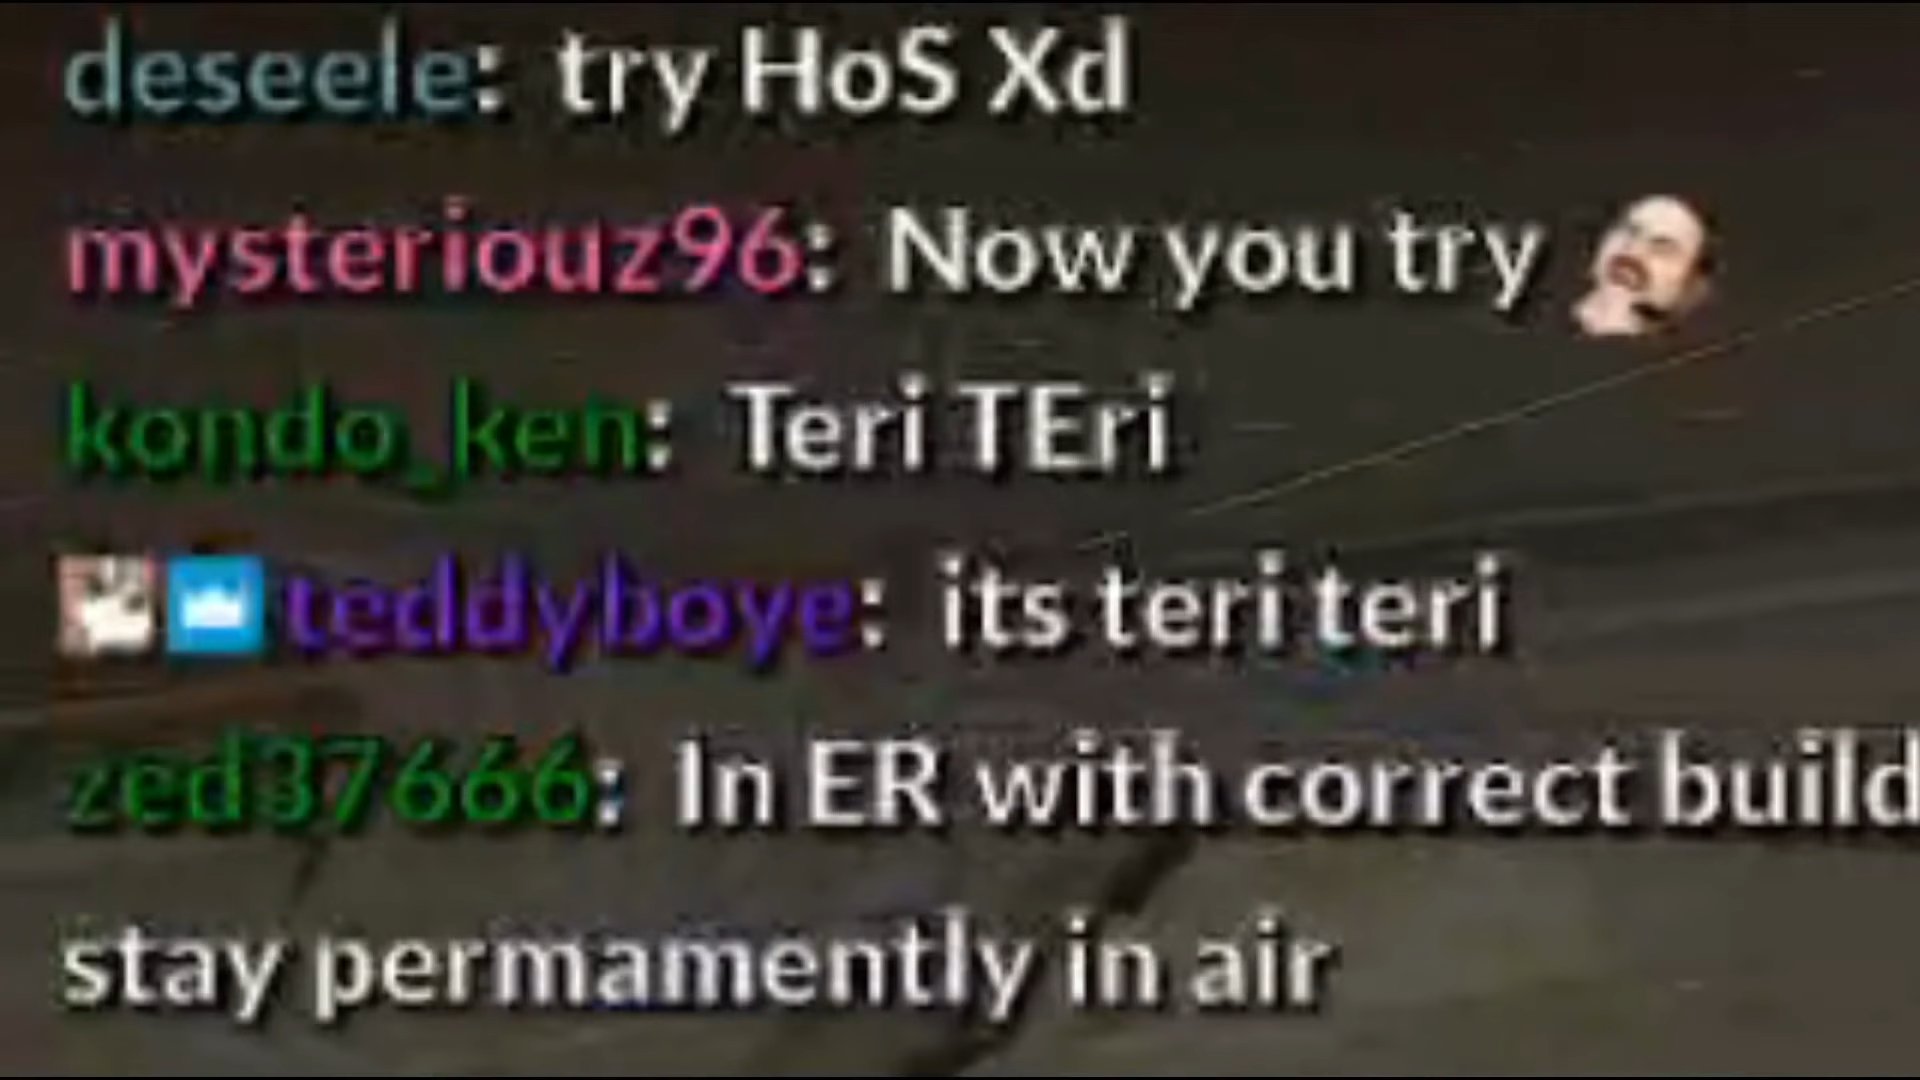 deseele: try HoS Xd
mysteriouz96: Now you try
kondo_ken: Teri TEri
teddyboye: its teri teri
zed37666: In ER with correct build
stay permamently in air